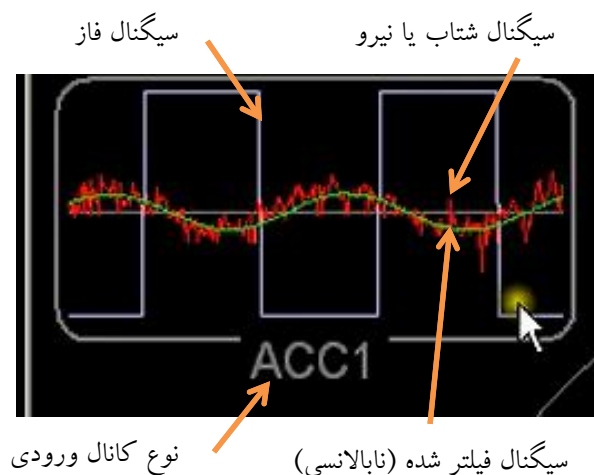 سیگنال شتاب یا نیرو
سیگنال فاز
ACC1
سیگنال فیلتر شده (نابالانسی)
نوع کانال ورودی